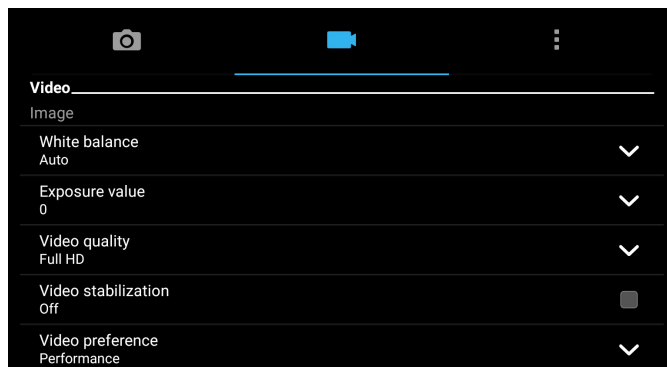 Video
Image
White balance
Auto
Exposure value
0
Video quality
Full HD
Video stabilization
Off
Video preference
Performance